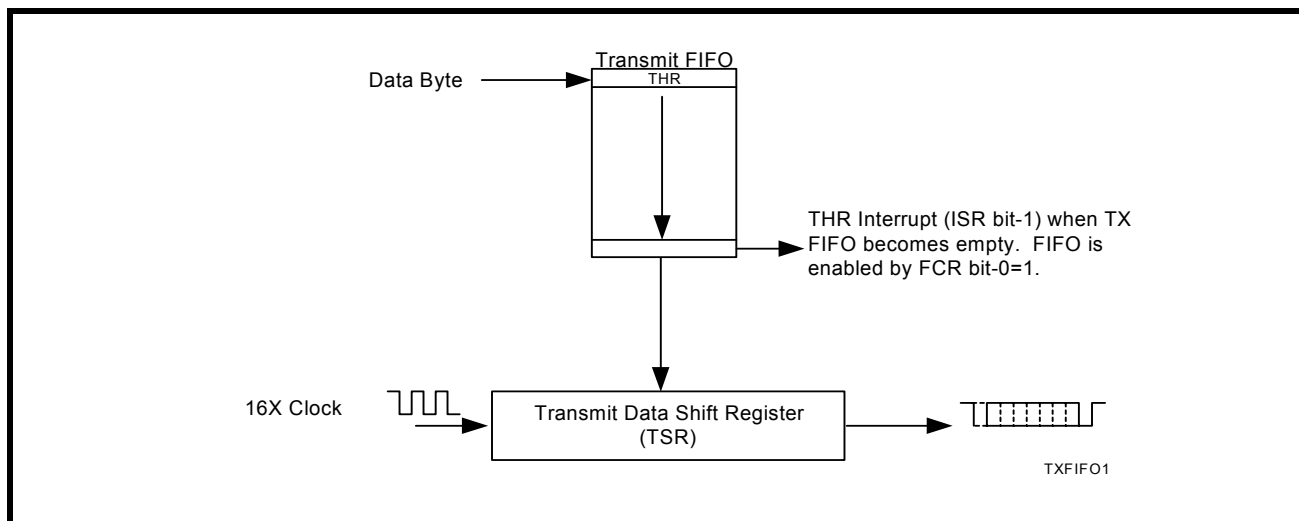 Transmit FIFO
THR
Data Byte
THR Interrupt (ISR bit-1) when TX
FIFO becomes empty.  FIFO is
enabled by FCR bit-0=1.
16X Clock
Transmit Data Shift Register
(TSR)
TXFIFO1